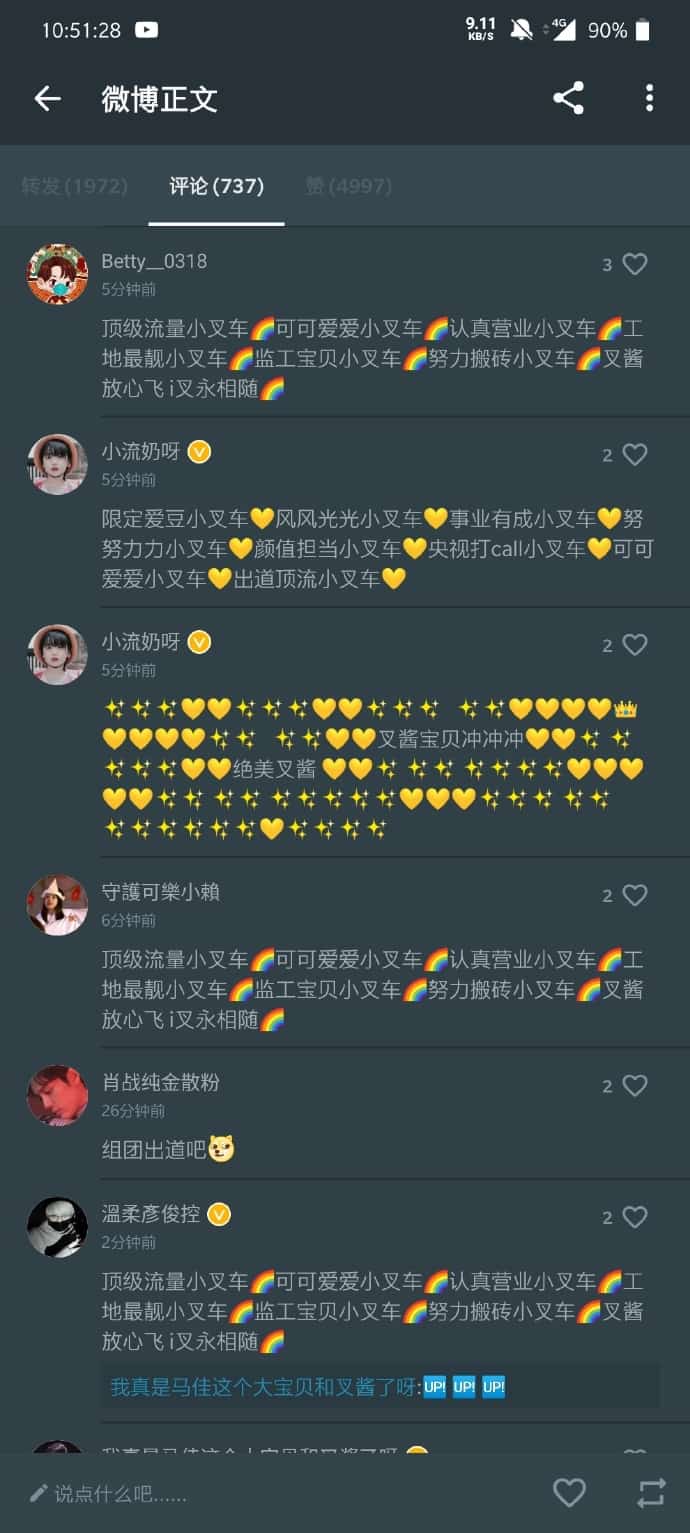 10:51:28
9.11 KB/S 4G 90%
微博正文
转发 (1972) 评论 (737) 赞 (4997)
Betty__0318 3
5分钟前
顶级流量小叉车🌈可可爱爱小叉车🌈认真营业小叉车🌈工
地最靓小叉车🌈监工宝贝小叉车🌈努力搬砖小叉车🌈叉酱
放心飞 i叉永相随🌈
小流奶呀 2
5分钟前
限定爱豆小叉车💛风风光光小叉车💛事业有成小叉车💛努
努力力小叉车💛颜值担当小叉车💛央视打call小叉车💛可可
爱爱小叉车💛出道顶流小叉车💛
小流奶呀 2
5分钟前
✨✨✨💛💛✨✨✨💛💛✨✨✨ ✨✨💛💛💛💛👑
💛💛💛💛✨✨ ✨✨💛💛叉酱宝贝冲冲冲💛💛✨✨
✨✨✨💛💛绝美叉酱 💛💛✨ ✨✨ ✨✨✨✨💛💛💛
💛💛✨✨ ✨✨ ✨✨✨✨✨💛💛💛✨✨✨ ✨✨
✨✨✨✨✨✨💛✨✨✨✨
守護可樂小賴 2
6分钟前
顶级流量小叉车🌈可可爱爱小叉车🌈认真营业小叉车🌈工
地最靓小叉车🌈监工宝贝小叉车🌈努力搬砖小叉车🌈叉酱
放心飞 i叉永相随🌈
肖战纯金散粉 2
26分钟前
组团出道吧
溫柔彥俊控 2
2分钟前
顶级流量小叉车🌈可可爱爱小叉车🌈认真营业小叉车🌈工
地最靓小叉车🌈监工宝贝小叉车🌈努力搬砖小叉车🌈叉酱
放心飞 i叉永相随🌈
我真是马佳这个大宝贝和叉酱了呀:🆙🆙🆙
我真是马佳这个大宝贝和叉酱了呀
说点什么吧......